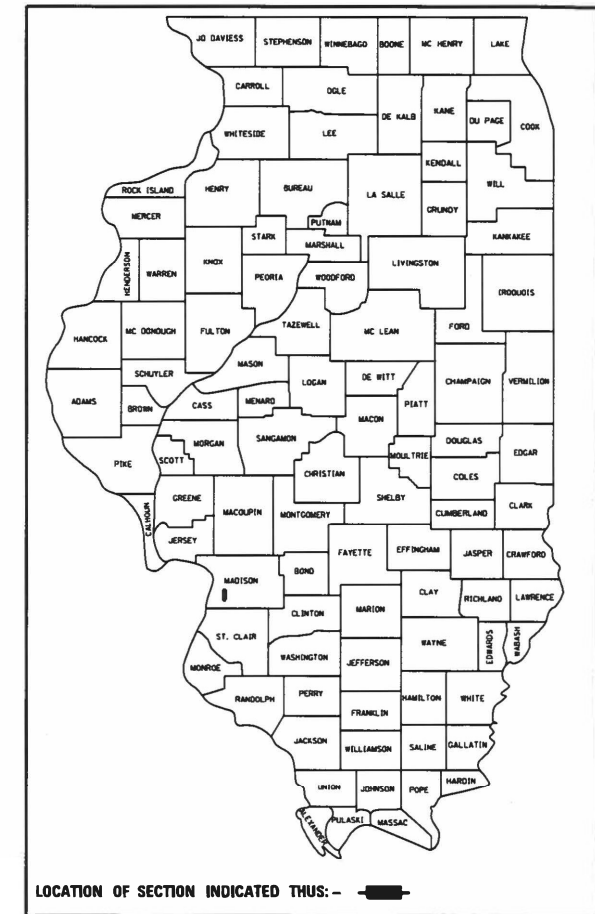 JO DAVIESS STEPHENSON WINNEBAGO BOONE MC HENRY LAKE
CARROLL OGLE DE KALB KANE DU PAGE COOK
WHITESIDE LEE KENDALL WILL
ROCK ISLAND HENRY BUREAU LA SALLE GRUNDY
MERCER PUTNAM KANKAKEE
HENDERSON WARREN KNOX STARK MARSHALL LIVINGSTON
PEORIA WOODFORD IROQUOIS
HANCOCK MC DONOUGH FULTON TAZEWELL MC LEAN FORD
SCHUYLER MASON LOGAN DE WITT CHAMPAIGN VERMILION
ADAMS BROWN CASS MENARD MACON PIATT
PIKE SCOTT MORGAN SANGAMON MOULTRIE DOUGLAS EDGAR
CHRISTIAN COLES
CALHOUN GREENE MACOUPIN MONTGOMERY SHELBY CUMBERLAND CLARK
JERSEY FAYETTE EFFINGHAM JASPER CRAWFORD
MADISON BOND CLAY RICHLAND LAWRENCE
CLINTON MARION
ST. CLAIR WAYNE EDWARDS WABASH
MONROE WASHINGTON JEFFERSON
RANDOLPH PERRY HAMILTON WHITE
FRANKLIN
JACKSON WILLIAMSON SALINE GALLATIN
UNION JOHNSON POPE HARDIN
ALEXANDER PULASKI MASSAC
LOCATION OF SECTION INDICATED THUS:-